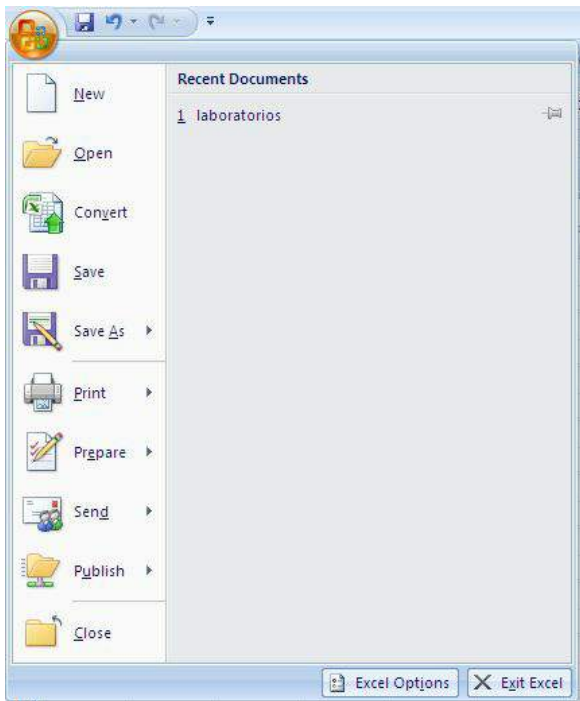 New
Open
Convert
Save
Save As
Print
Prepare
Send
Publish
Close
Recent Documents
1 laboratorios
Excel Options
Exit Excel